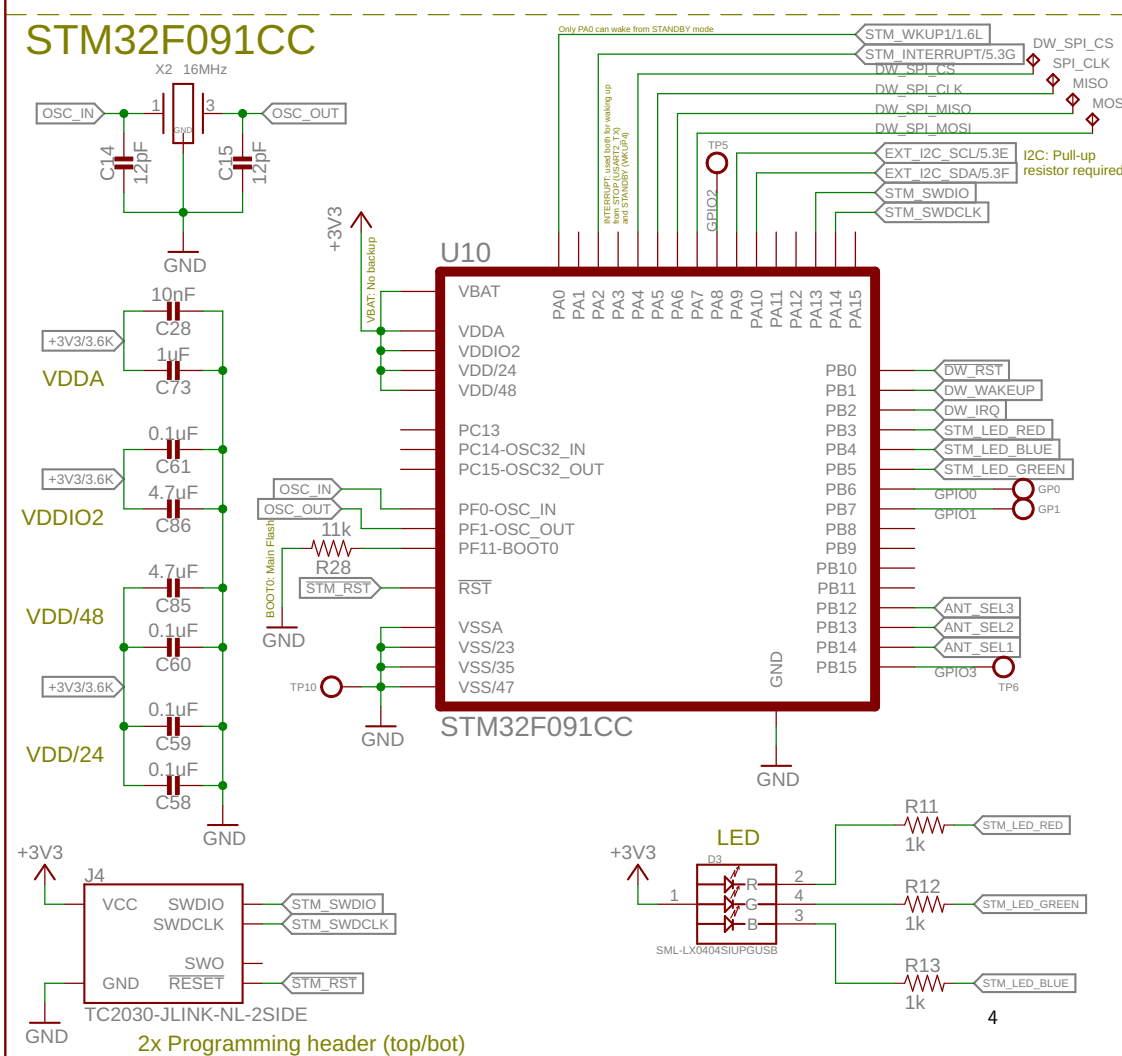 STM32F091CC
X2 16MHz
OSC_IN
1
3
OSC_OUT
GND
C14
12pF
C15
12pF
GND
Only PA0 can wake from STANDBY mode
STM_WKUP1/1.6L
STM_INTERRUPT/5.3G
DW_SPI_CS
DW_SPI_CS
DW_SPI_CLK
SPI_CLK
DW_SPI_MISO
MISO
DW_SPI_MOSI
MOS
INTERRUPT: used both for waking up
from STOP (USART2_TX)
and STANDBY (WKUP4)
TP5
GPIO2
EXT_I2C_SCL/5.3E
EXT_I2C_SDA/5.3F
I2C: Pull-up
resistor required
STM_SWDIO
STM_SWDCLK
+3V3
VBAT: No backup
U10
PA0
PA1
PA2
PA3
PA4
PA5
PA6
PA7
PA8
PA9
PA10
PA11
PA12
PA13
PA14
PA15
VBAT
VDDA
VDDIO2
VDD/24
VDD/48
PC13
PC14-OSC32_IN
PC15-OSC32_OUT
OSC_IN
PF0-OSC_IN
OSC_OUT
PF1-OSC_OUT
11k
R28
PF11-BOOT0
BOOT0: Main Flash
GND
STM_RST
RST
VSSA
VSS/23
VSS/35
VSS/47
TP10
GND
PB0
DW_RST
PB1
DW_WAKEUP
PB2
DW_IRQ
PB3
STM_LED_RED
PB4
STM_LED_BLUE
PB5
STM_LED_GREEN
PB6
GPIO0
GP0
PB7
GPIO1
GP1
PB8
PB9
PB10
PB11
PB12
ANT_SEL3
PB13
ANT_SEL2
PB14
ANT_SEL1
PB15
GPIO3
TP6
GND
STM32F091CC
GND
10nF
C28
+3V3/3.6K
1uF
C73
VDDA
0.1uF
C61
+3V3/3.6K
4.7uF
C86
VDDIO2
4.7uF
C85
VDD/48
0.1uF
C60
+3V3/3.6K
0.1uF
C59
VDD/24
0.1uF
C58
GND
+3V3
J4
VCC
SWDIO
STM_SWDIO
SWDCLK
STM_SWDCLK
SWO
GND
RESET
STM_RST
GND
TC2030-JLINK-NL-2SIDE
2x Programming header (top/bot)
LED
+3V3
D3
1
R
2
G
4
B
3
SML-LX0404SIUPGUSB
R11
1k
STM_LED_RED
R12
1k
STM_LED_GREEN
R13
1k
STM_LED_BLUE
4